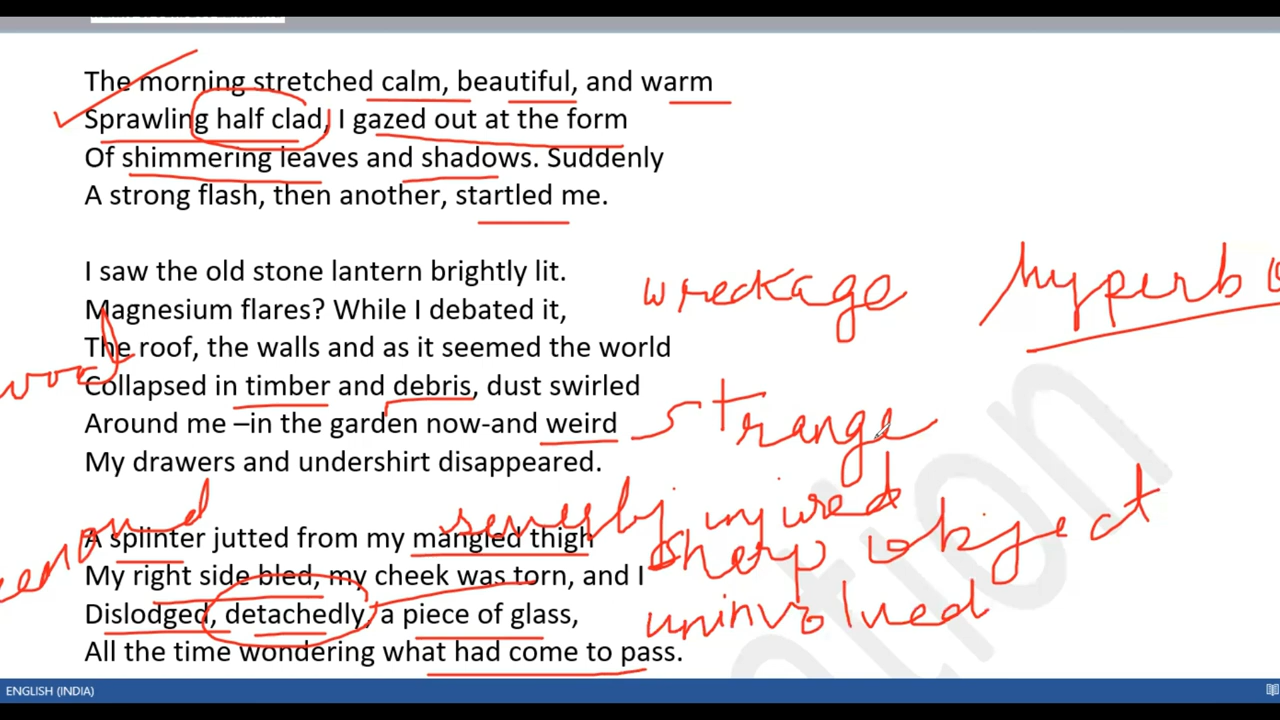 The morning stretched calm, beautiful, and warm
Sprawling half clad, I gazed out at the form
Of shimmering leaves and shadows. Suddenly
A strong flash, then another, startled me.
I saw the old stone lantern brightly lit.
wreckage
hyperb
Magnesium flares? While I debated it,
The roof, the walls and as it seemed the world
wood
Collapsed in timber and debris, dust swirled
Around me –in the garden now-and weird
strange
My drawers and undershirt disappeared.
injured
A splinter jutted from my mangled thigh
sharp object
My right side bled, my cheek was torn, and I
Dislodged, detachedly, a piece of glass,
uninvolved
All the time wondering what had come to pass.
ENGLISH (INDIA)